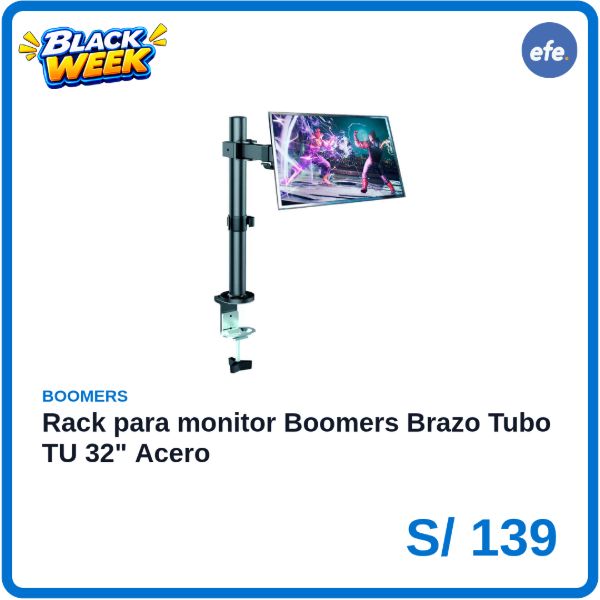 BLACK
WEEK
efe.
BOOMERS
Rack para monitor Boomers Brazo Tubo
TU 32" Acero
S/ 139